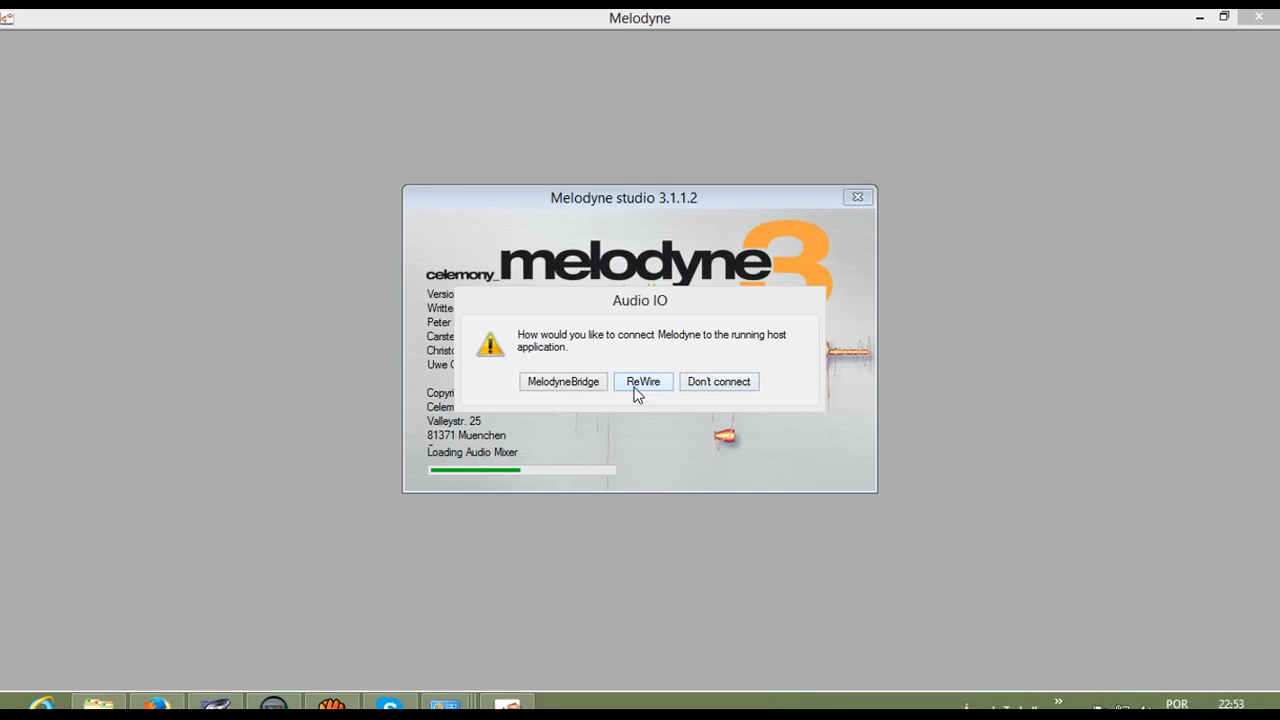 Melodyne
Melodyne studio 3.1.1.2
celemony_melodyne3
Audio IO
How would you like to connect Melodyne to the running host
application.
MelodyneBridge
ReWire
Don't connect
Versio
Writte
Peter
Carste
Christo
Uwe
Copyri
Celem
Valleystr. 25
81371 Muenchen
Loading Audio Mixer
POR
22:53